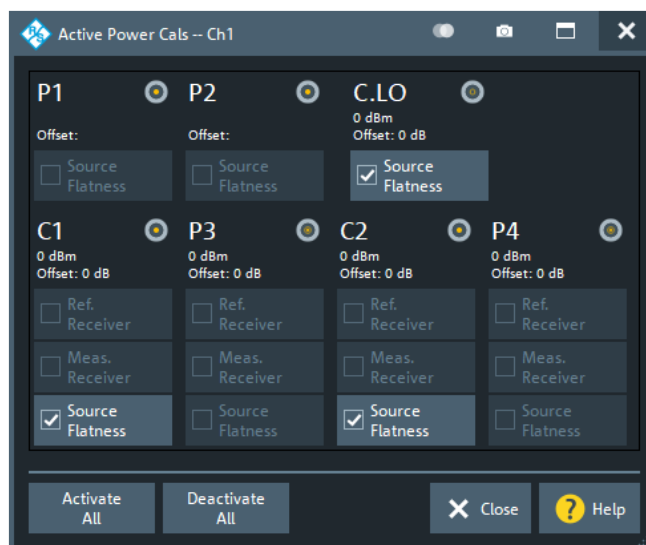 Active Power Cals -- Ch1
P1 P2 C.LO
0 dBm
Offset: Offset: Offset: 0 dB
Source Flatness
Source Flatness
Source Flatness
C1 P3 C2 P4
0 dBm 0 dBm 0 dBm 0 dBm
Offset: 0 dB Offset: 0 dB Offset: 0 dB Offset: 0 dB
Ref. Ref. Ref. Ref.
Receiver Receiver Receiver Receiver
Meas. Meas. Meas. Meas.
Receiver Receiver Receiver Receiver
Source Source Source Source
Flatness Flatness Flatness Flatness
Activate Deactivate
All All
Close
? Help